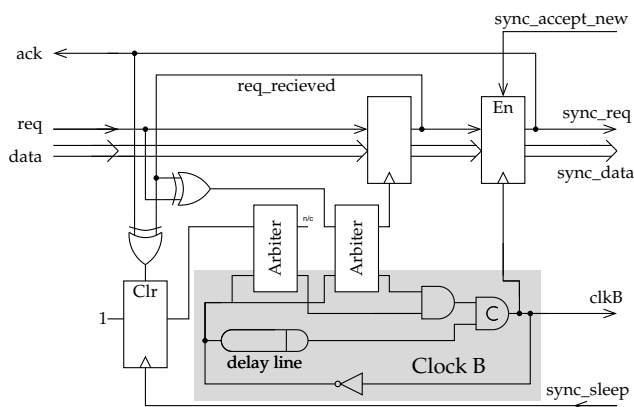 sync_accept_new
ack
req_recieved
En
req
sync_req
data
sync_data
n/c
Arbiter
Arbiter
Clr
1
C
clkB
delay line
Clock B
sync_sleep